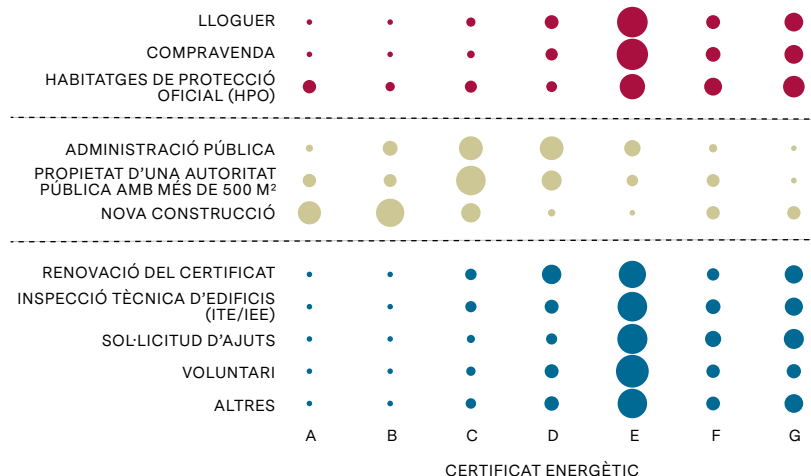 LLOGUER
COMPRAVENDA
HABITATGES DE PROTECCIÓ
OFICIAL (HPO)
ADMINISTRACIÓ PÚBLICA
PROPIETAT D'UNA AUTORITAT
PÚBLICA AMB MÉS DE 500 M²
NOVA CONSTRUCCIÓ
RENOVACIÓ DEL CERTIFICAT
INSPECCIÓ TÈCNICA D'EDIFICIS
(ITE/IEE)
SOL·LICITUD D'AJUTS
VOLUNTARI
ALTRES
A B C D E F G
CERTIFICAT ENERGÈTIC